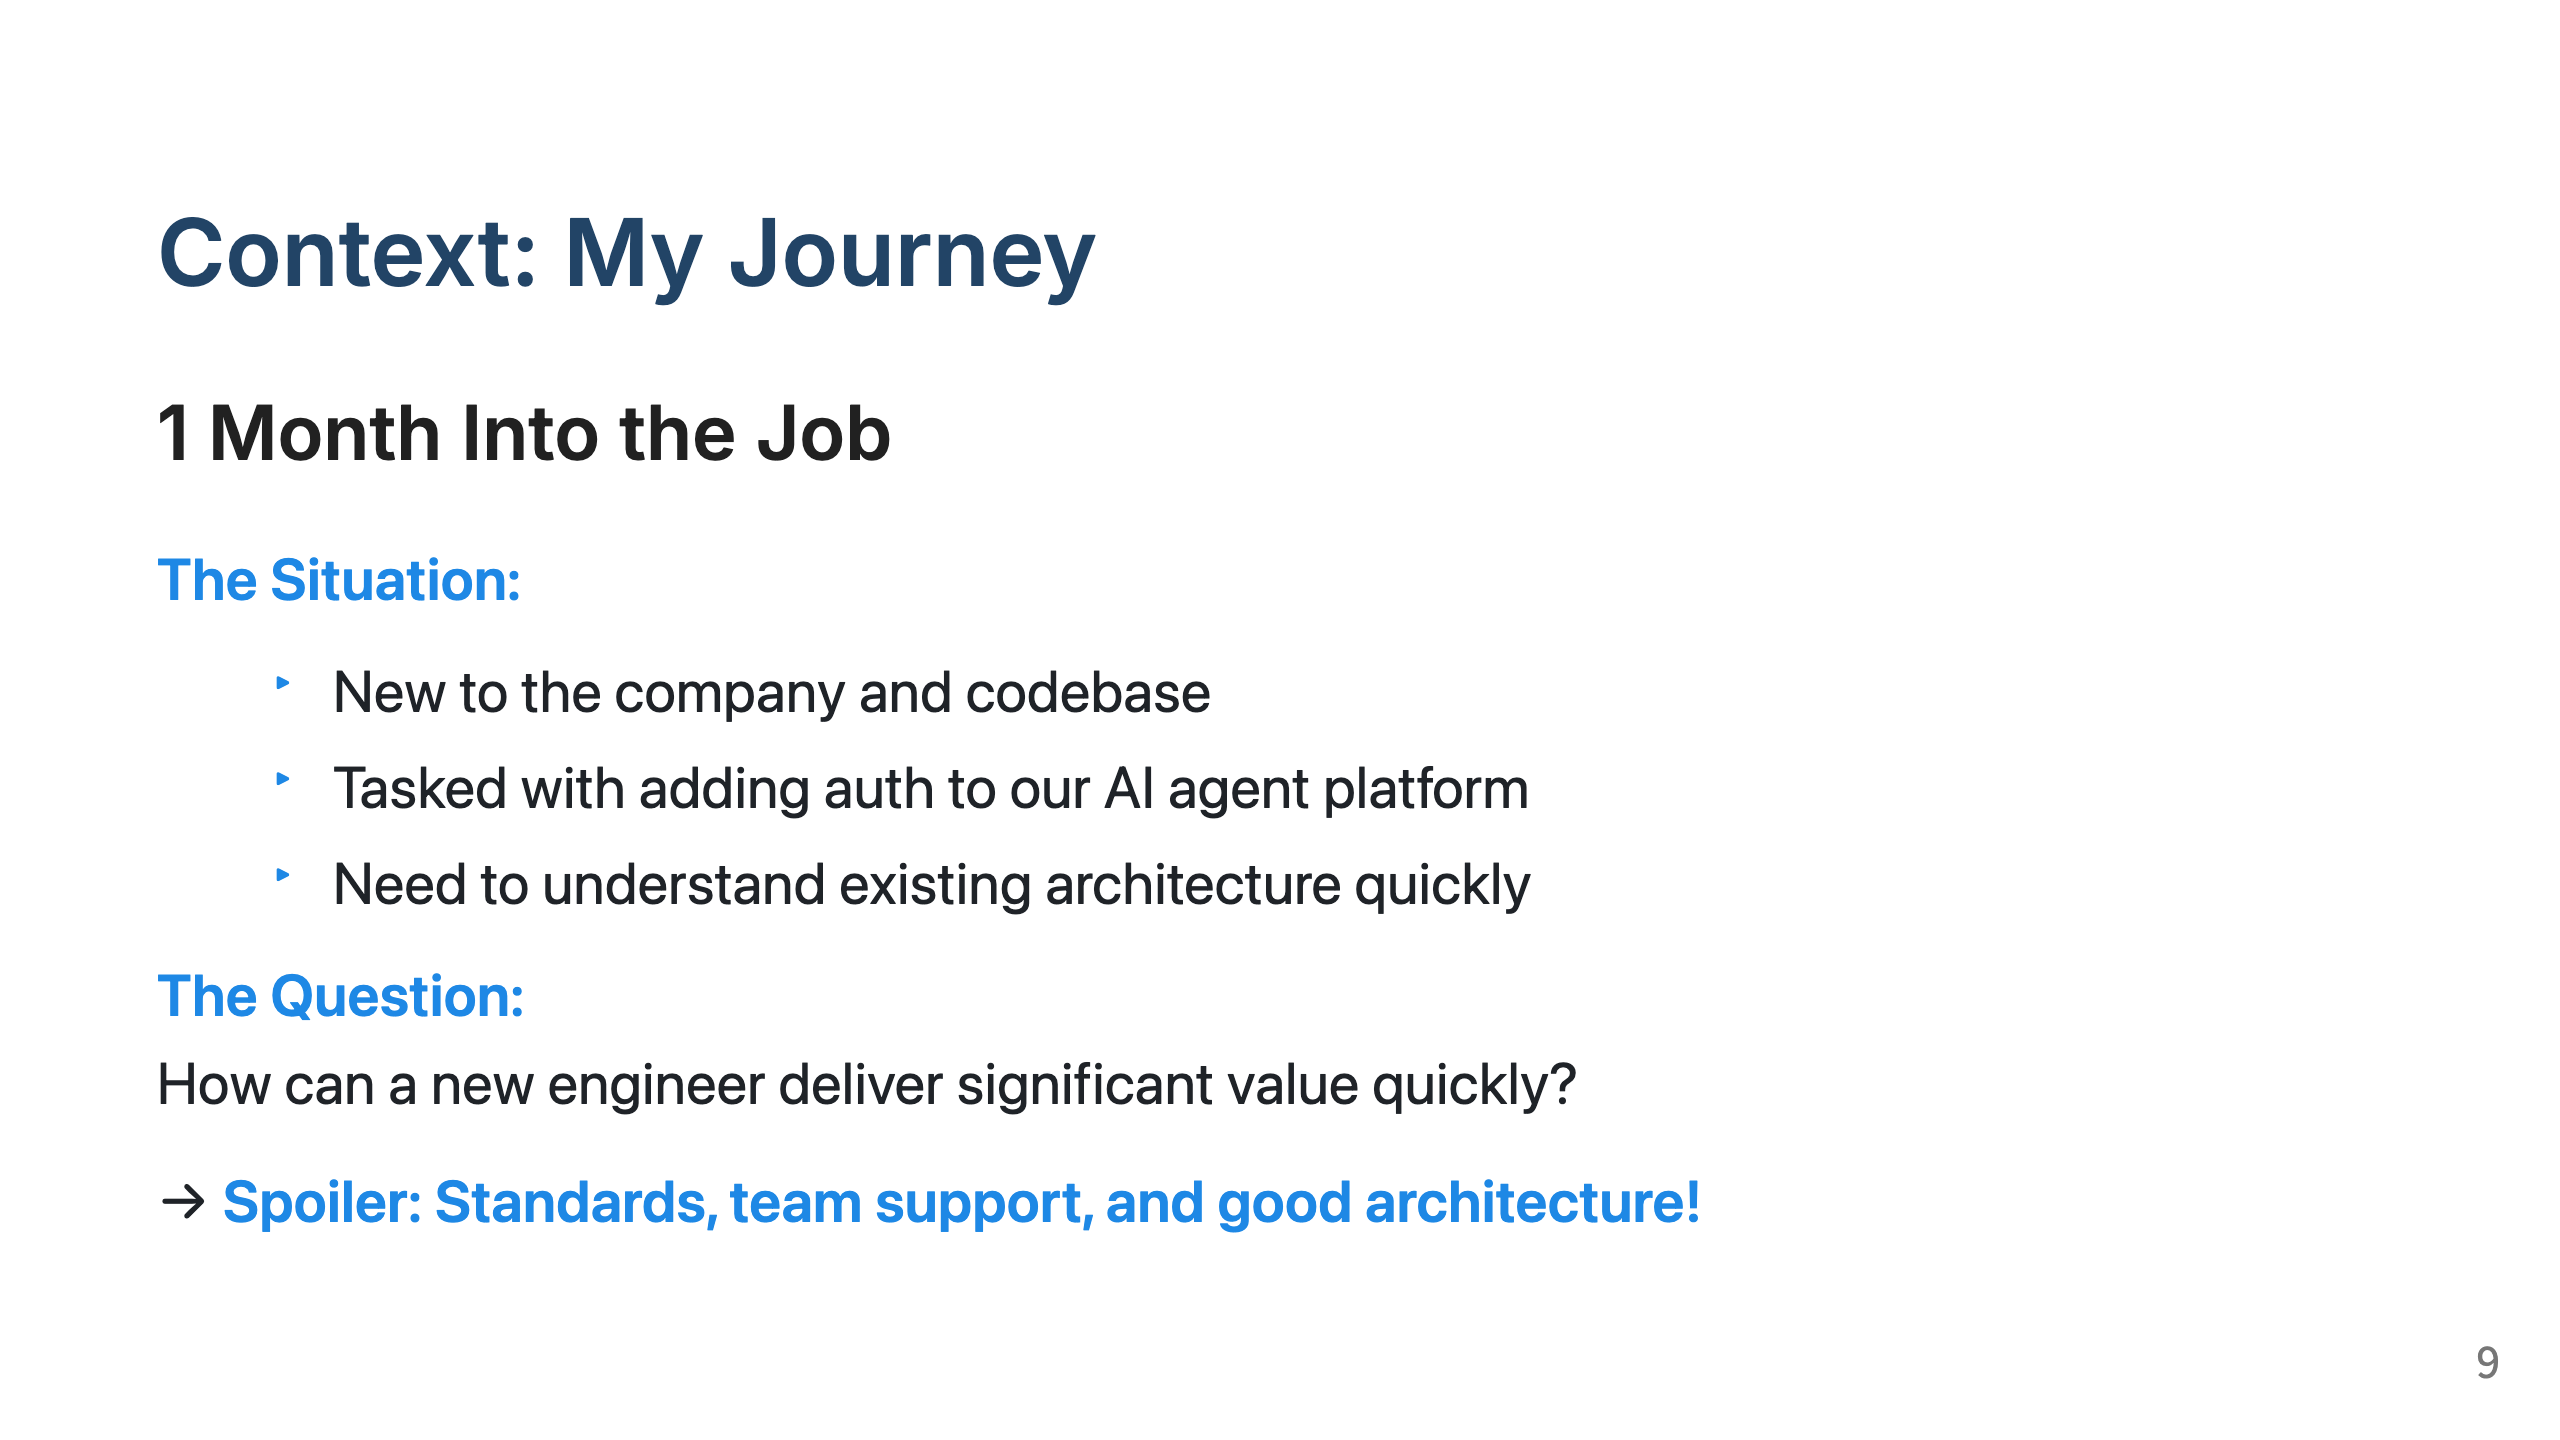 Context: My Journey
1 Month Into the Job
The Situation:
‣ New to the company and codebase
‣ Tasked with adding auth to our AI agent platform
‣ Need to understand existing architecture quickly
The Question:
How can a new engineer deliver significant value quickly?
→ Spoiler: Standards, team support, and good architecture!
9